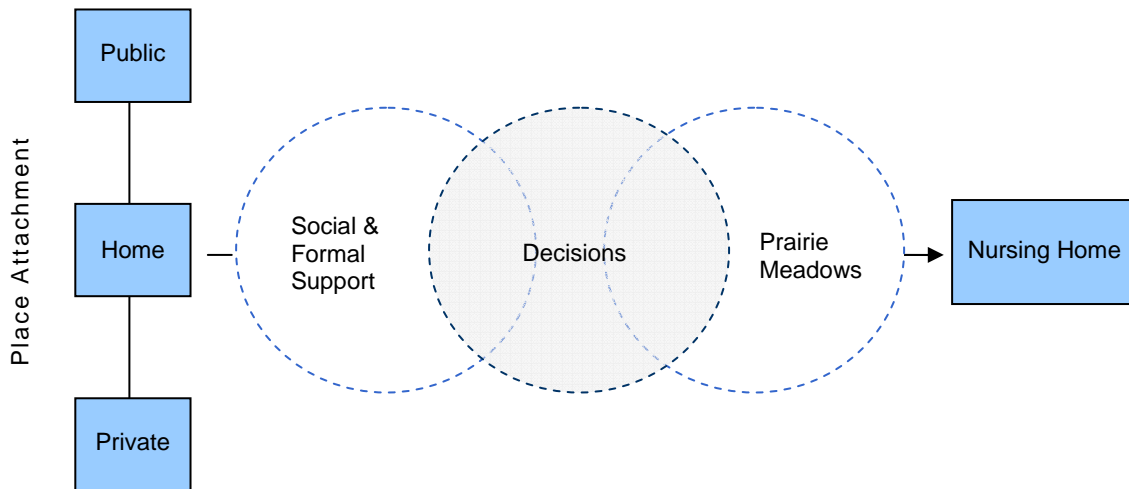 Public
Place Attachment
Home
Social &
Formal
Support
Decisions
Prairie
Meadows
Nursing Home
Private